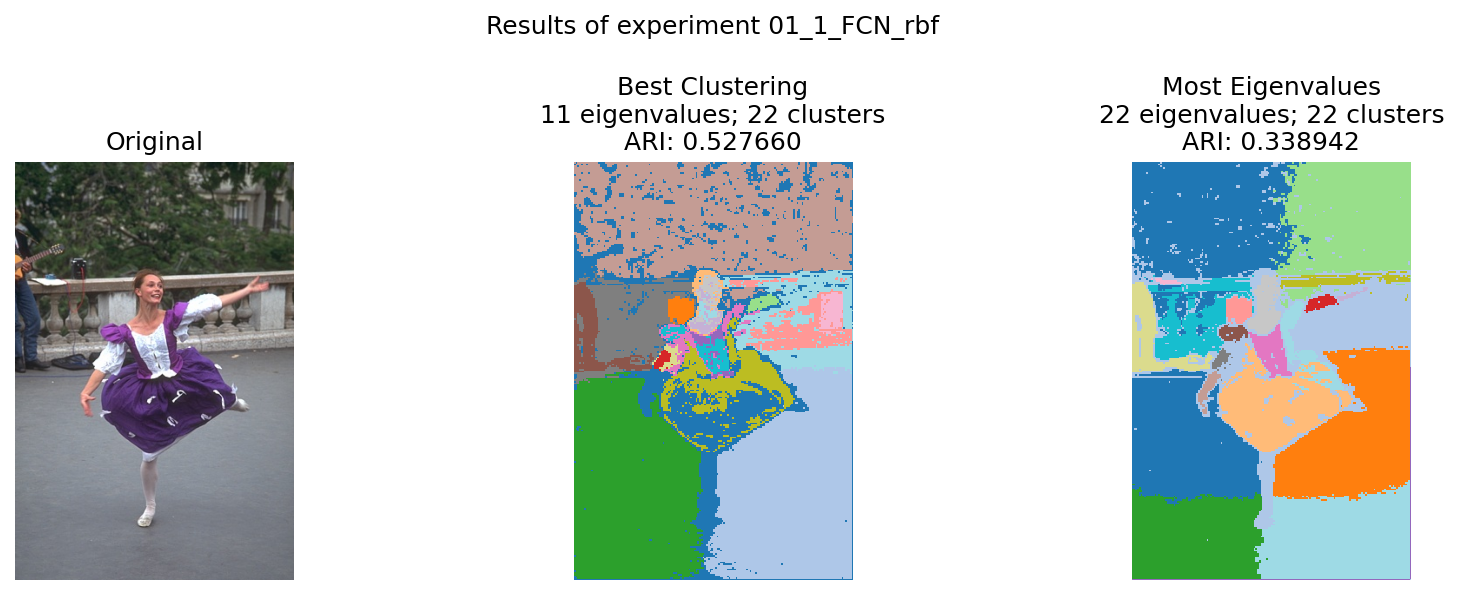 Results of experiment 01_1_FCN_rbf
Original
Best Clustering
11 eigenvalues; 22 clusters
ARI: 0.527660
Most Eigenvalues
22 eigenvalues; 22 clusters
ARI: 0.338942